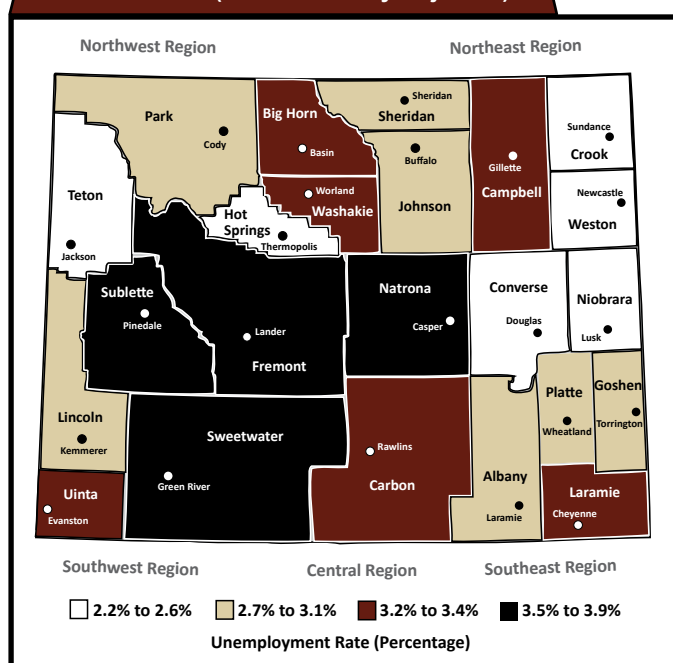 Northwest Region
Northeast Region
Park
Cody
Big Horn
Basin
Sheridan
Sheridan
Buffalo
Johnson
Gillette
Campbell
Sundance
Crook
Newcastle
Weston
Teton
Jackson
Worland
Washakie
Hot
Springs
Thermopolis
Sublette
Pinedale
Lander
Fremont
Natrona
Casper
Converse
Douglas
Niobrara
Lusk
Lincoln
Kemmerer
Sweetwater
Green River
Rawlins
Carbon
Platte
Wheatland
Goshen
Torrington
Albany
Laramie
Uinta
Evanston
Laramie
Cheyenne
Southwest Region
Central Region
Southeast Region
2.2% to 2.6%
2.7% to 3.1%
3.2% to 3.4%
3.5% to 3.9%
Unemployment Rate (Percentage)